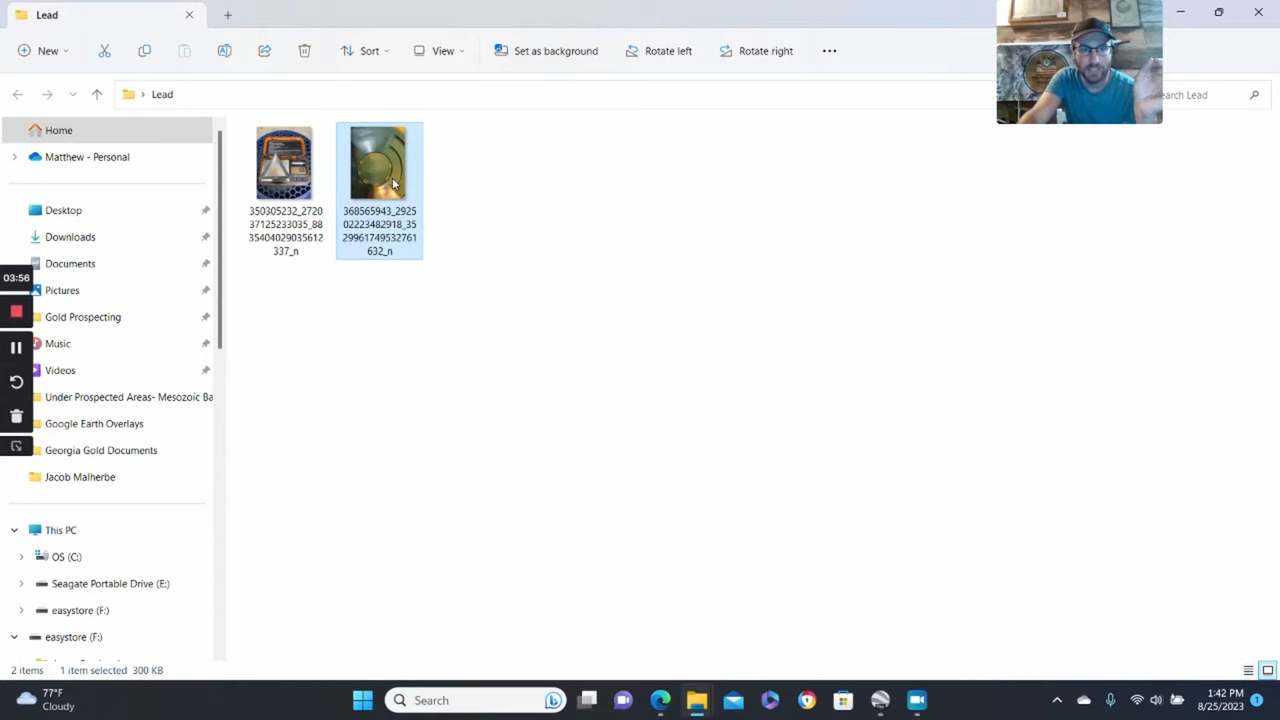 Lead
New
Sort
View
Set as background
Rotate left
Rotate right
Lead
earch Lead
Home
Matthew - Personal
Desktop
Downloads
Documents
Pictures
Gold Prospecting
Music
Videos
Under Prospected Areas- Mesozoic Ba
Google Earth Overlays
Georgia Gold Documents
Jacob Malherbe
This PC
OS (C:)
Seagate Portable Drive (E:)
easystore (F:)
easystore (F:)
03:56
350305232_2720
37125233035_88
35404029035612
337_n
368565943_2925
02223482918_35
29961749532761
632_n
2 items
1 item selected 300 KB
77°F
Cloudy
Search
1:42 PM
8/25/2023
1